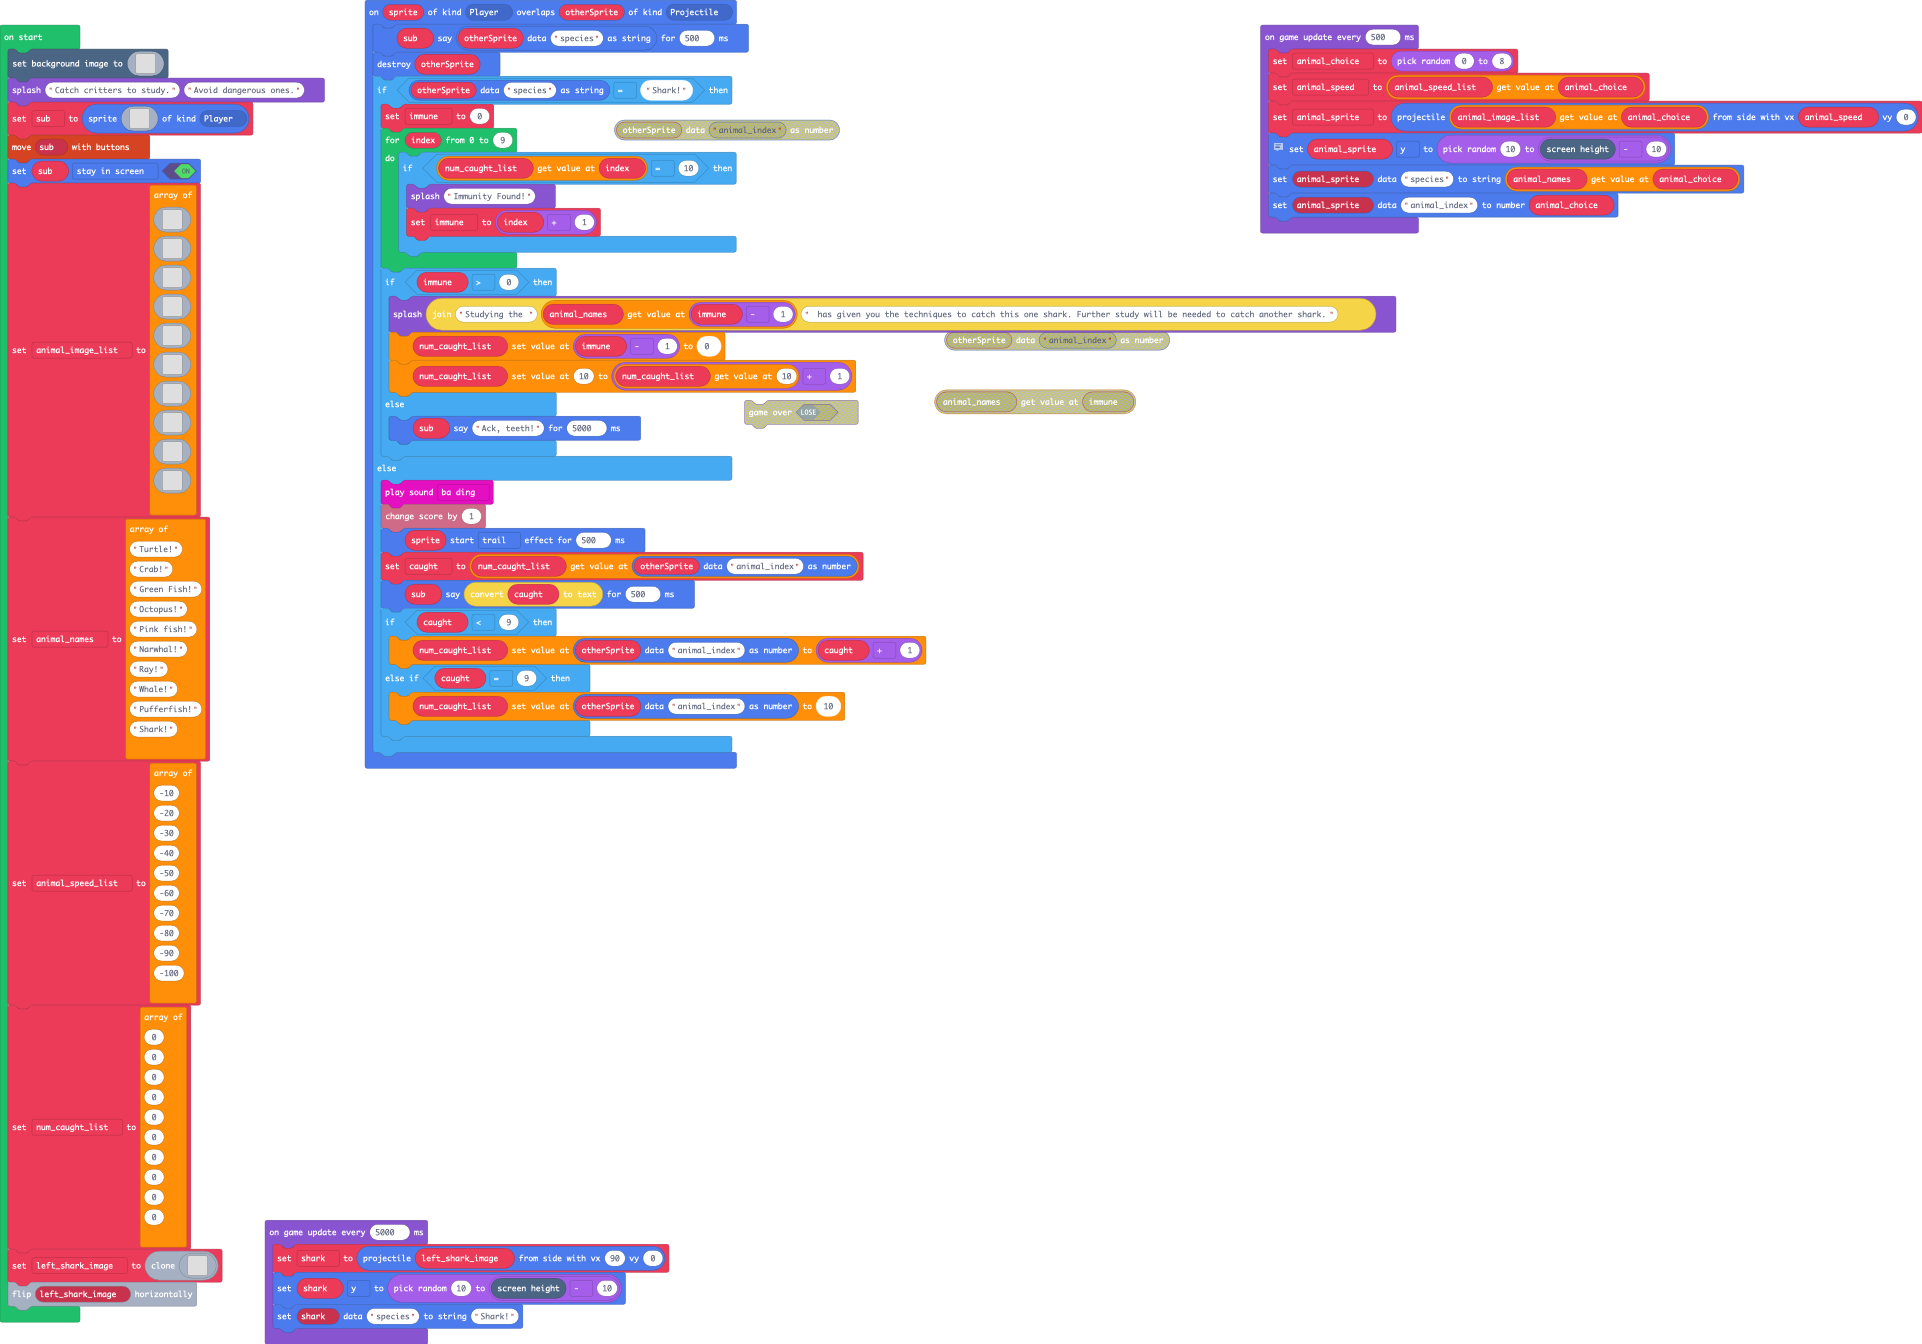 on start
set background image to
splash "Catch critters to study." "Avoid dangerous ones."
set sub to sprite of kind Player
move sub with buttons
set sub stay in screen ON
set animal_image_list to array of
set animal_names to array of
"Turtle!"
"Crab!"
"Green Fish!"
"Octopus!"
"Pink fish!"
"Narwhal!"
"Ray!"
"Whale!"
"Pufferfish!"
"Shark!"
set animal_speed_list to array of
-10
-20
-30
-40
-50
-60
-70
-80
-90
-100
set num_caught_list to array of
0
0
0
0
0
0
0
0
0
0
set left_shark_image to clone
flip left_shark_image horizontally
on sprite of kind Player overlaps otherSprite of kind Projectile
sub say otherSprite data "species" as string for 500 ms
destroy otherSprite
if otherSprite data "species" as string = "Shark!" then
set immune to 0
otherSprite data "animal_index" as number
for index from 0 to 9
do if num_caught_list get value at index = 10 then
splash "Immunity Found!"
set immune to index + 1
if immune > 0 then
splash join "Studying the " animal_names get value at immune - 1 " has given you the techniques to catch this one shark. Further study will be needed to catch another shark."
num_caught_list set value at immune - 1 to 0
otherSprite data "animal_index" as number
num_caught_list set value at 10 to num_caught_list get value at 10 + 1
else
game over LOSE
animal_names get value at immune
sub say "Ack, teeth!" for 5000 ms
else
play sound ba ding
change score by 1
sprite start trail effect for 500 ms
set caught to num_caught_list get value at otherSprite data "animal_index" as number
sub say convert caught to text for 500 ms
if caught < 9 then
num_caught_list set value at otherSprite data "animal_index" as number to caught + 1
else if caught = 9 then
num_caught_list set value at otherSprite data "animal_index" as number to 10
on game update every 500 ms
set animal_choice to pick random 0 to 8
set animal_speed to animal_speed_list get value at animal_choice
set animal_sprite to projectile animal_image_list get value at animal_choice from side with vx animal_speed vy 0
set animal_sprite y to pick random 10 to screen height - 10
set animal_sprite data "species" to string animal_names get value at animal_choice
set animal_sprite data "animal_index" to number animal_choice
on game update every 5000 ms
set shark to projectile left_shark_image from side with vx 90 vy 0
set shark y to pick random 10 to screen height - 10
set shark data "species" to string "Shark!"